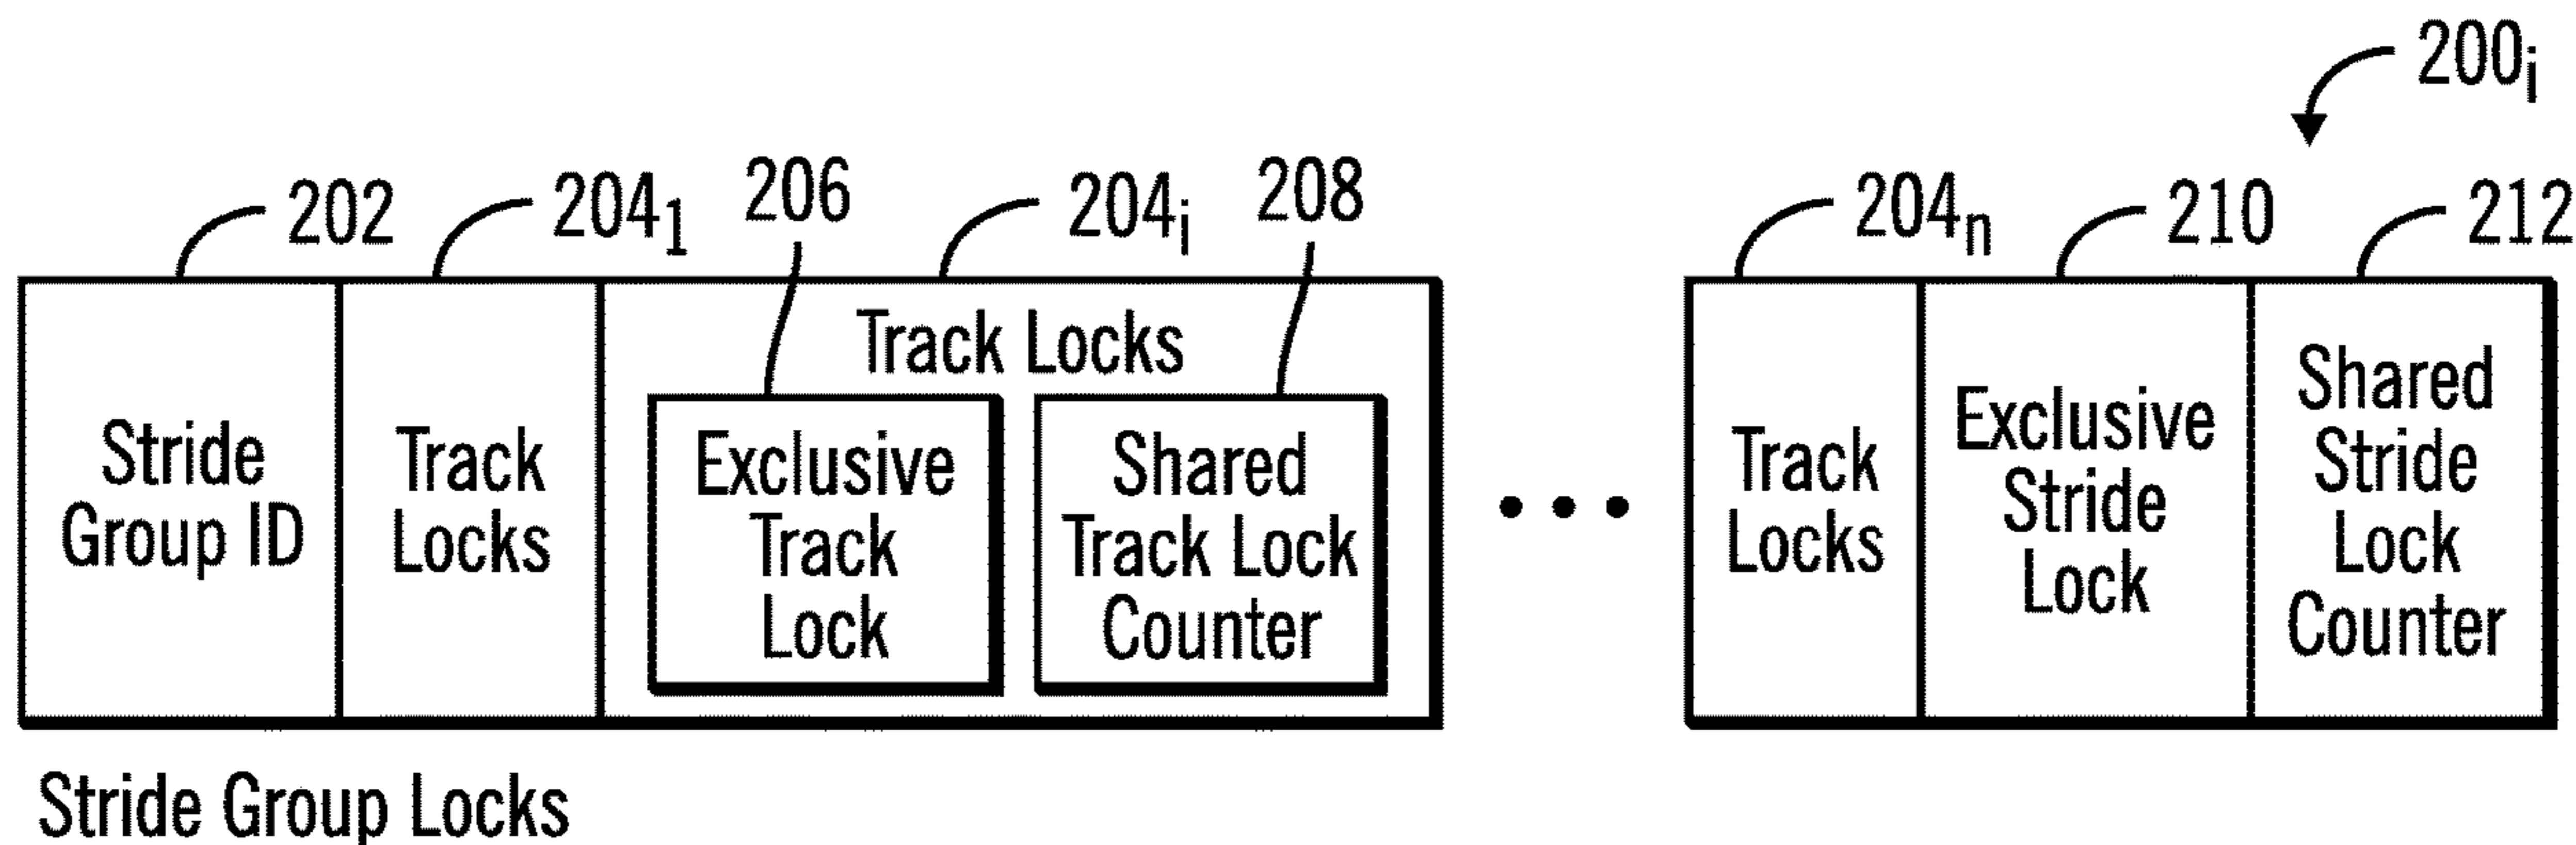 200i
202
2041
206
204i
208
204n
210
212
Stride
Group ID
Track
Locks
Track Locks
Exclusive
Track
Lock
Shared
Track Lock
Counter
• • •
Track
Locks
Exclusive
Stride
Lock
Shared
Stride
Lock
Counter
Stride Group Locks